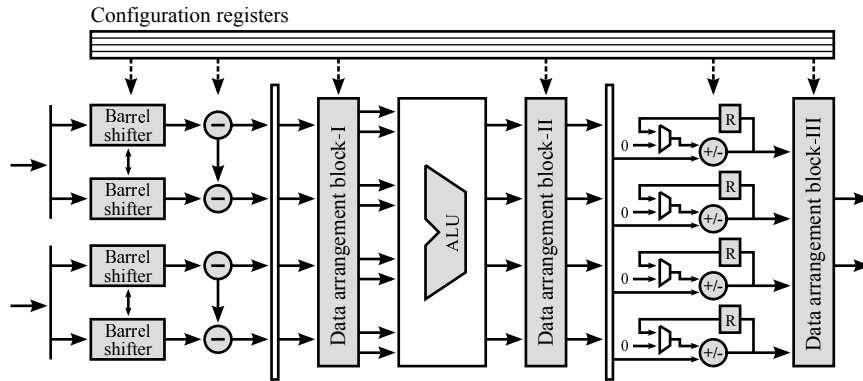 Configuration registers
Barrel
shifter
−
Barrel
shifter
−
Barrel
shifter
−
Barrel
shifter
−
Data arrangement block-I
ALU
Data arrangement block-II
R
0
+/-
R
0
+/-
R
0
+/-
R
0
+/-
Data arrangement block-III